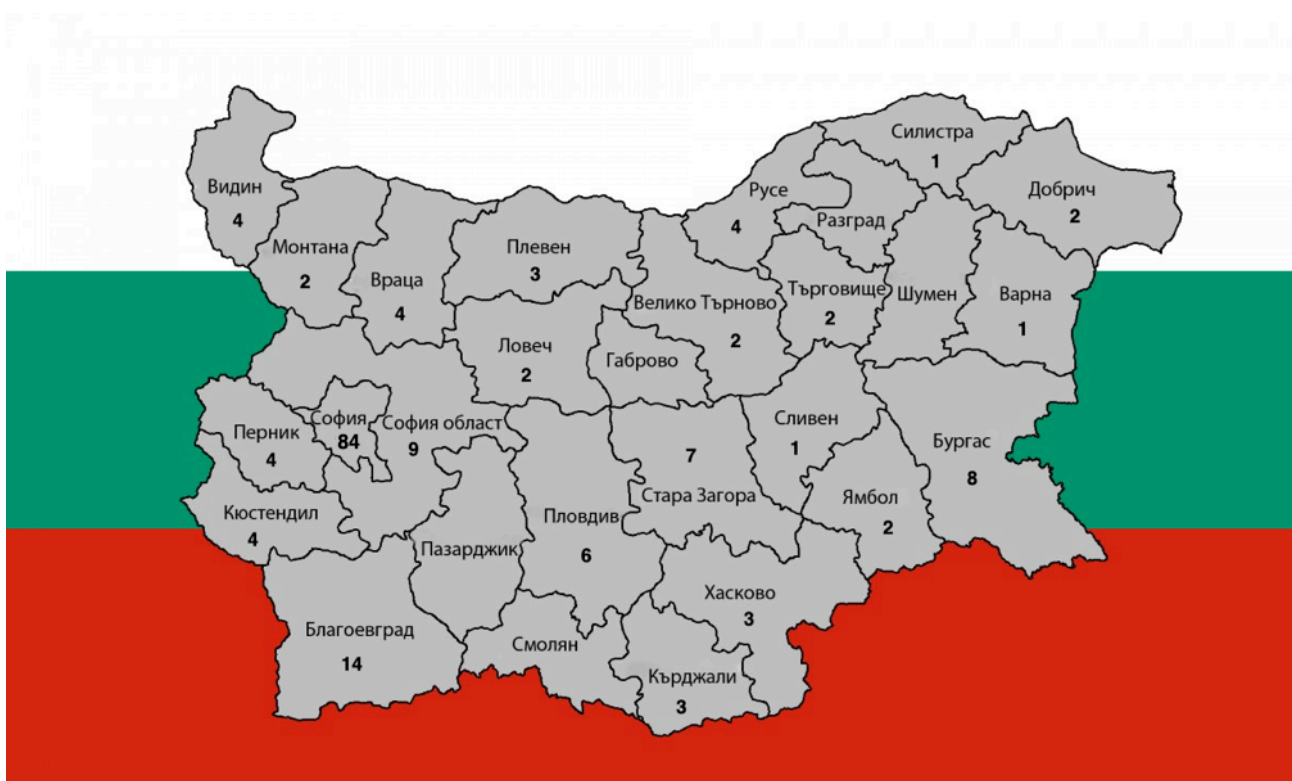 Силистра
1
Видин
4
Русе
4
Добрич
2
Разград
Монтана
2
Плевен
3
Враца
4
Велико Търново
2
Търговище
2
Шумен
Варна
1
Ловеч
2
Габрово
София
84
София област
9
Перник
4
Сливен
1
Бургас
8
7
Стара Загора
Ямбол
2
Кюстендил
4
Пловдив
6
Пазарджик
Хасково
3
Благоевград
14
Смолян
Кърджали
3